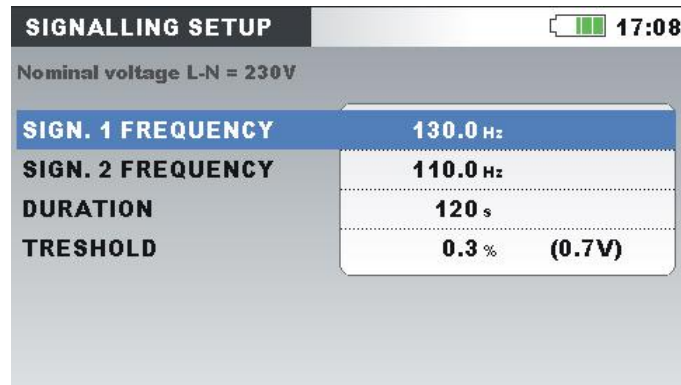 SIGNALLING SETUP 17:08
Nominal voltage L-N = 230V
SIGN. 1 FREQUENCY 130.0 Hz
SIGN. 2 FREQUENCY 110.0 Hz
DURATION 120 s
TRESHOLD 0.3 % (0.7V)